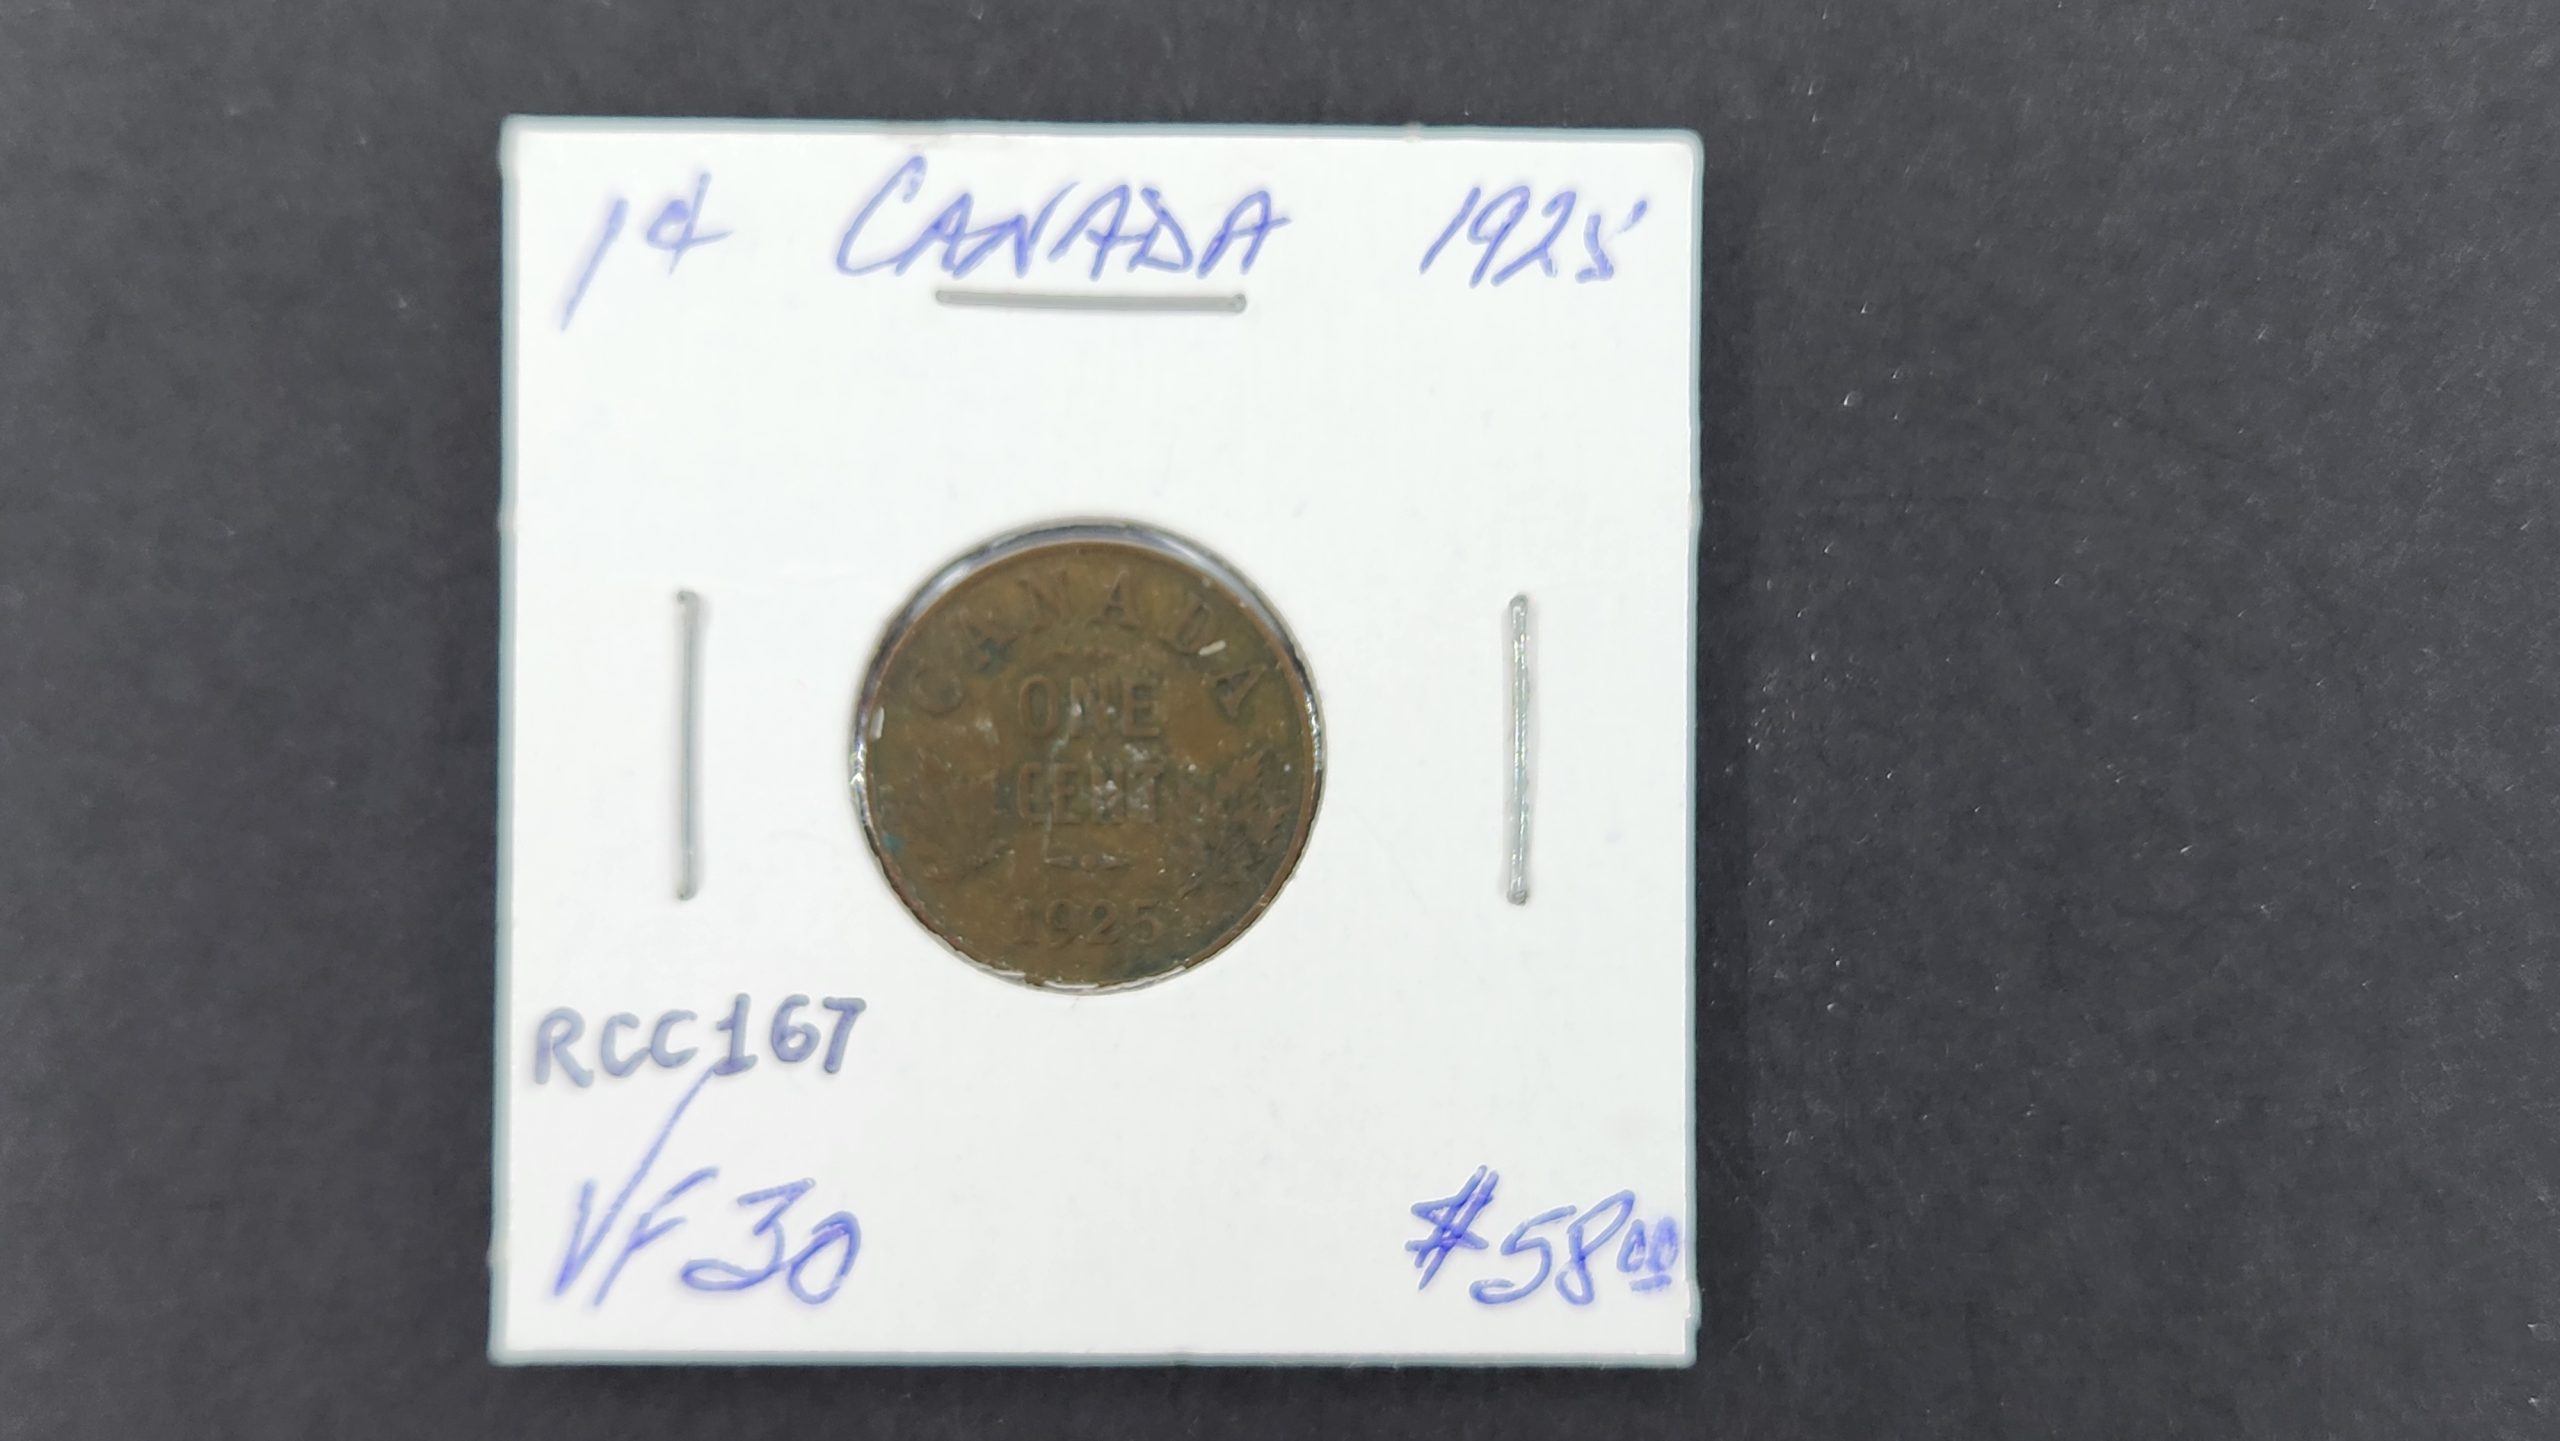 1¢ CANADA 1925
CANADA
ONE
CENT
1925
RCC167
VF30 $58.00